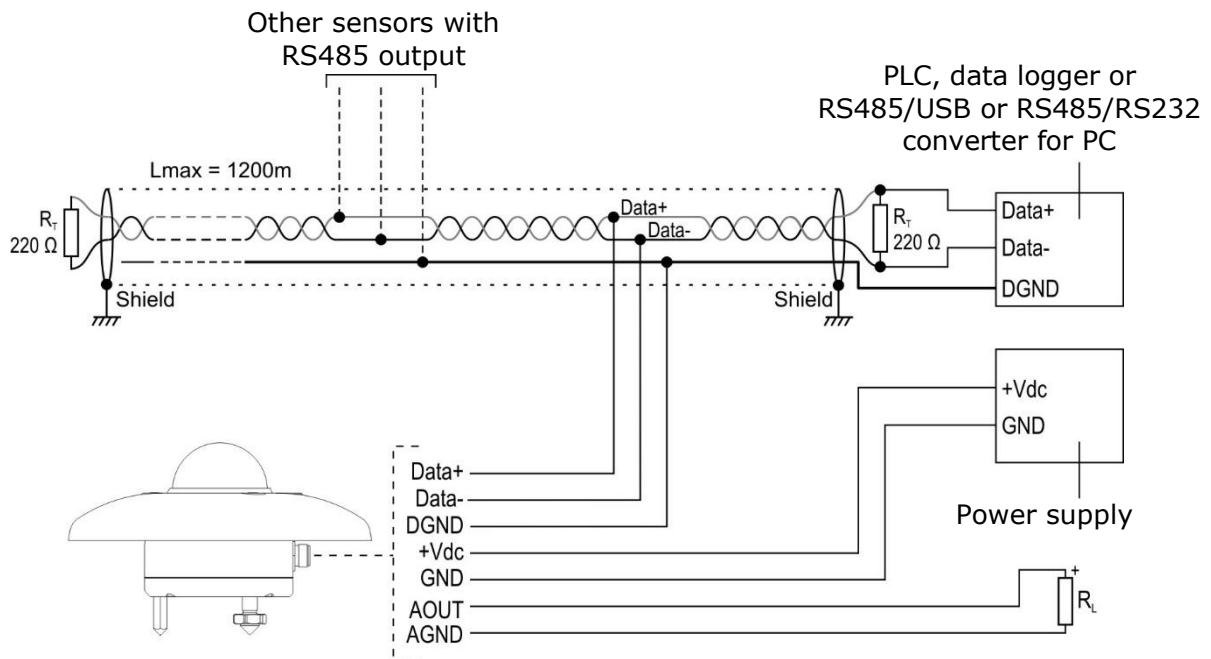 Other sensors with
RS485 output
PLC, data logger or
RS485/USB or RS485/RS232
converter for PC
Lmax = 1200m
RT
220 Ω
Data+
Data-
RT
220 Ω
Data+
Data-
DGND
Shield
Shield
+Vdc
GND
Power supply
Data+
Data-
DGND
+Vdc
GND
AOUT
AGND
+
RL